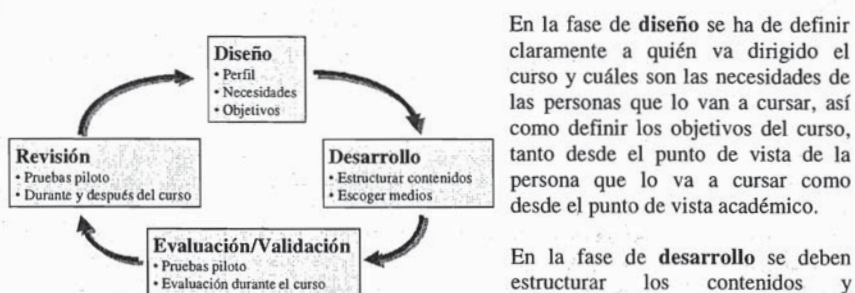 Diseño
• Perfil
• Necesidades
• Objetivos
Revisión
• Pruebas piloto
• Durante y después del curso
Desarrollo
• Estructurar contenidos
• Escoger medios
Evaluación/Validación
• Pruebas piloto
• Evaluación durante el curso
En la fase de diseño se ha de definir
claramente a quién va dirigido el
curso y cuáles son las necesidades de
las personas que lo van a cursar, así
como definir los objetivos del curso,
tanto desde el punto de vista de la
persona que lo va a cursar como
desde el punto de vista académico.
En la fase de desarrollo se deben
estructurar los contenidos y